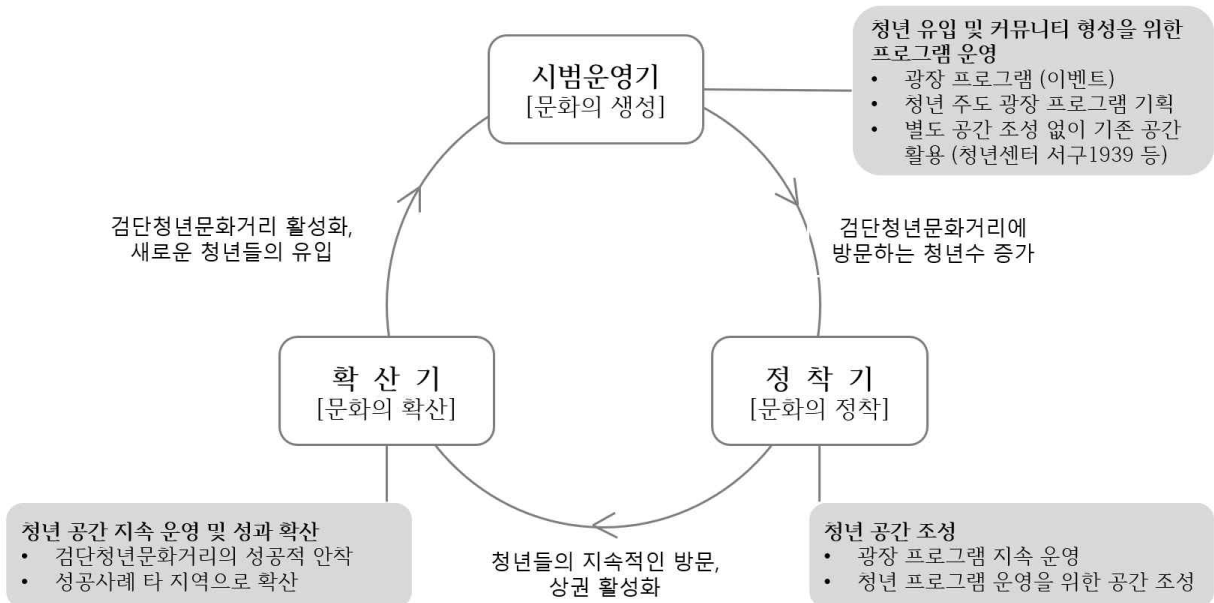 청년 유입 및 커뮤니티 형성을 위한
프로그램 운영
• 광장 프로그램 (이벤트)
• 청년 주도 광장 프로그램 기획
• 별도 공간 조성 없이 기존 공간
활용 (청년센터 서구1939 등)
시범운영기
[문화의 생성]
검단청년문화거리 활성화,
새로운 청년들의 유입
검단청년문화거리에
방문하는 청년수 증가
확 산 기
[문화의 확산]
정 착 기
[문화의 정착]
청년 공간 지속 운영 및 성과 확산
• 검단청년문화거리의 성공적 안착
• 성공사례 타 지역으로 확산
청년들의 지속적인 방문,
상권 활성화
청년 공간 조성
• 광장 프로그램 지속 운영
• 청년 프로그램 운영을 위한 공간 조성